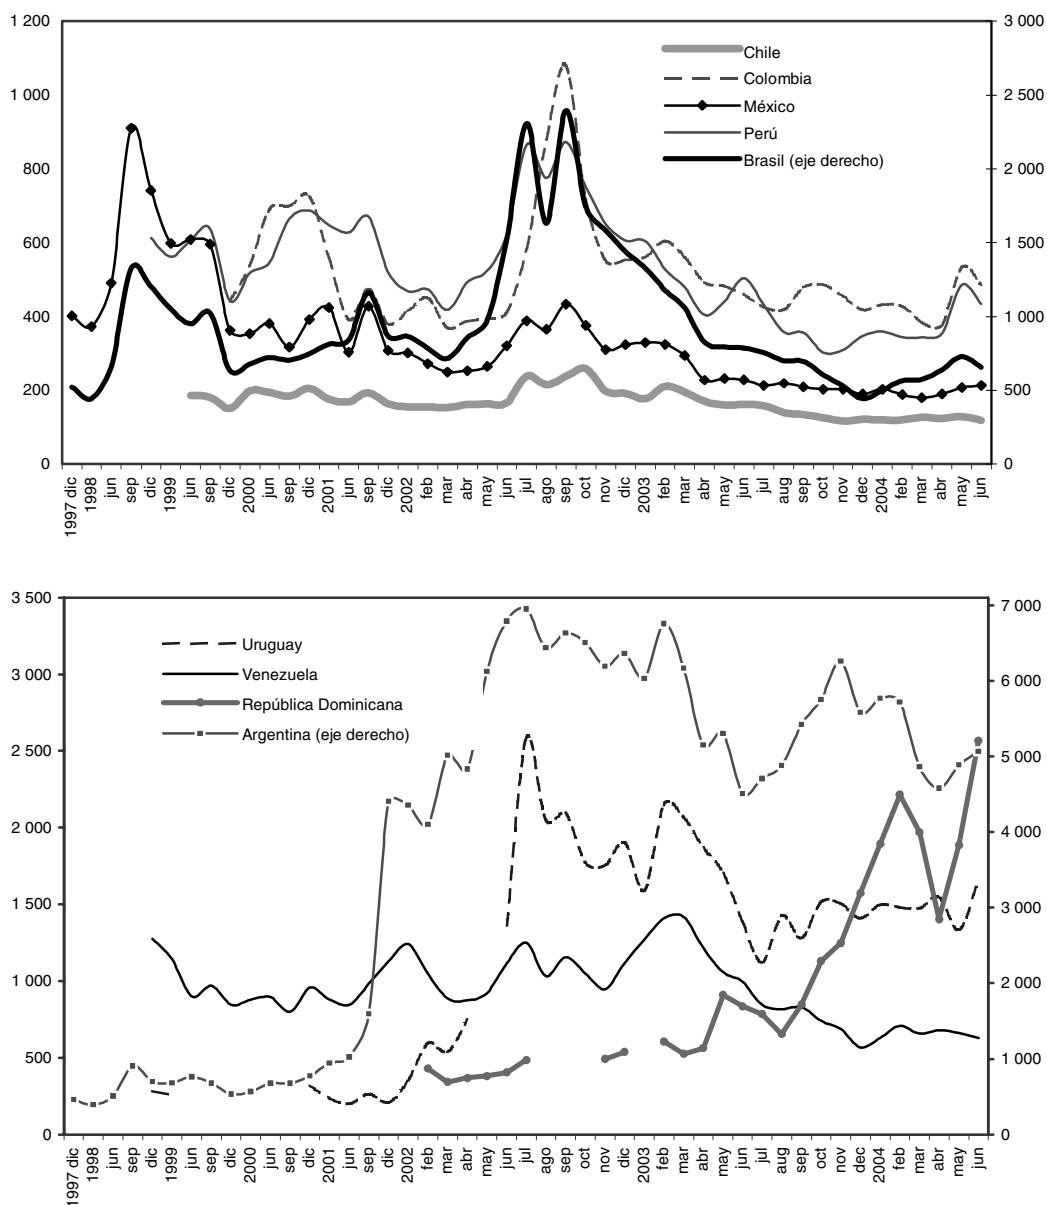 1 200 3 000
Chile
Colombia
1 000 2 500
México
Perú
Brasil (eje derecho)
800 2 000
600 1 500
400 1 000
200 500
0 0
1997 dic
1998
jun
sep
dic
1999
jun
sep
dic
2000
jun
sep
dic
2001
jun
sep
dic
2002
feb
mar
abr
may
jun
jul
ago
sep
oct
nov
dic
2003
feb
mar
abr
may
jun
jul
aug
sep
oct
nov
dec
2004
feb
mar
abr
may
jun
3 500 7 000
Uruguay
3 000 6 000
Venezuela
República Dominicana
Argentina (eje derecho)
2 500 5 000
2 000 4 000
1 500 3 000
1 000 2 000
500 1 000
0 0
1997 dic
1998
jun
sep
dic
1999
jun
sep
dic
2000
jun
sep
dic
2001
jun
sep
dic
2002
feb
mar
abr
may
jun
jul
ago
sep
oct
nov
dic
2003
feb
mar
abr
may
jun
jul
aug
sep
oct
nov
dec
2004
feb
mar
abr
may
jun